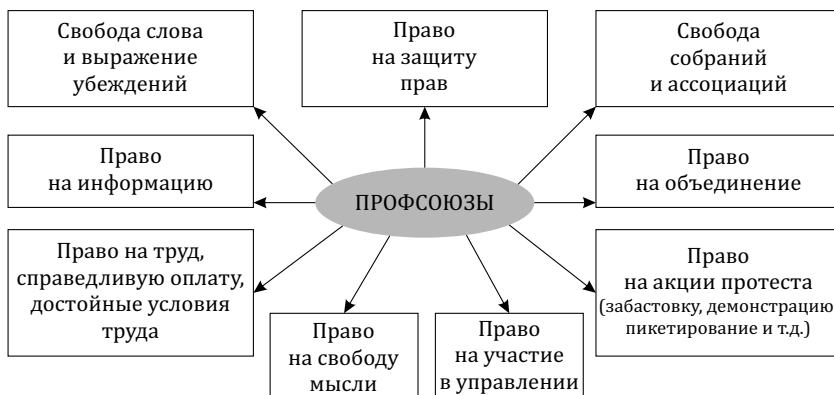 Свобода слова
и выражение
убеждений
Право
на защиту
прав
Свобода
собраний
и ассоциаций
Право
на информацию
ПРОФСОЮЗЫ
Право
на объединение
Право на труд,
справедливую оплату,
достойные условия
труда
Право
на свободу
мысли
Право
на участие
в управлении
Право
на акции протеста
(забастовку, демонстрацию,
пикетирование и т.д.)